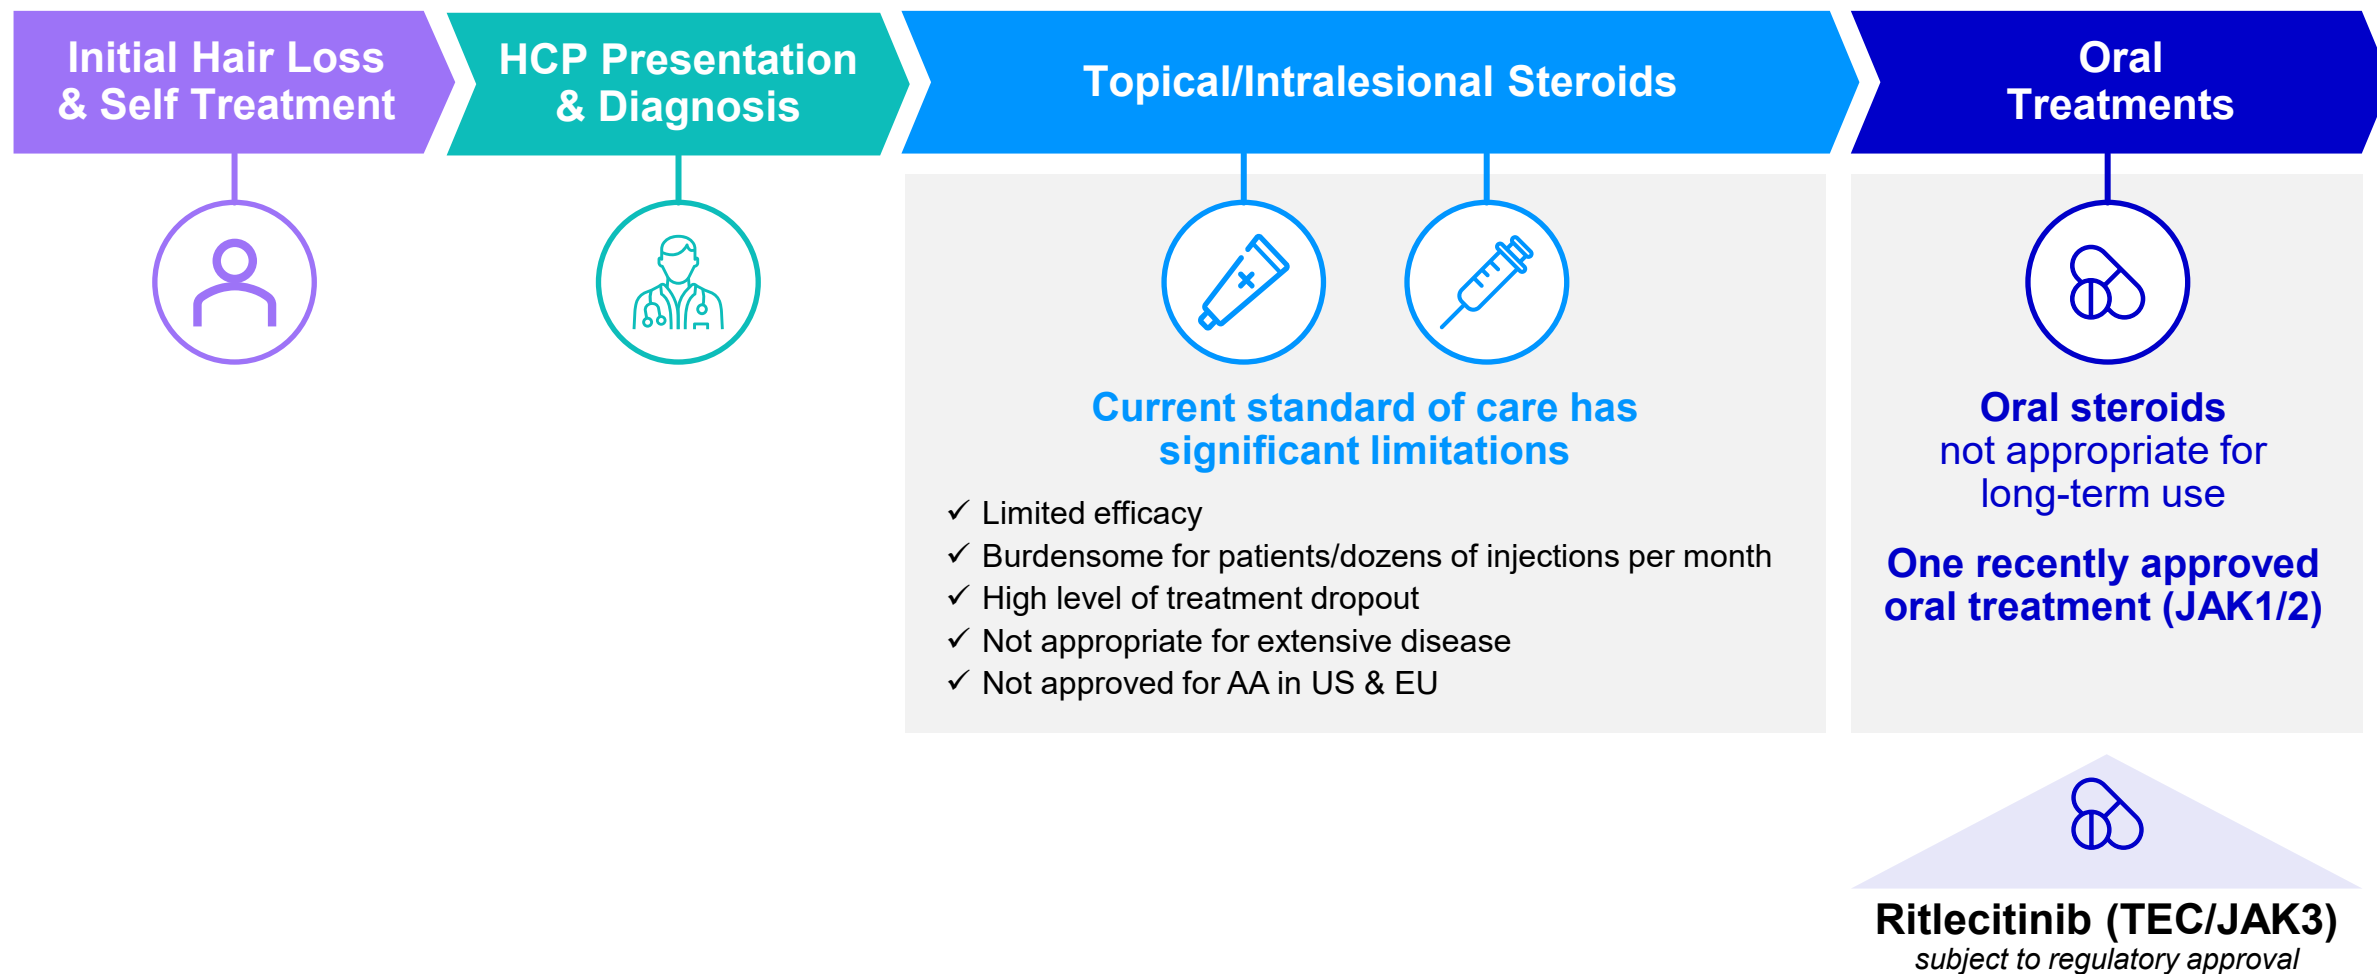 Initial Hair Loss
& Self Treatment
HCP Presentation
& Diagnosis
Topical/Intralesional Steroids
Oral
Treatments
Current standard of care has
significant limitations
✓ Limited efficacy
✓ Burdensome for patients/dozens of injections per month
✓ High level of treatment dropout
✓ Not appropriate for extensive disease
✓ Not approved for AA in US & EU
Oral steroids
not appropriate for
long-term use
One recently approved
oral treatment (JAK1/2)
Ritlecitinib (TEC/JAK3)
subject to regulatory approval